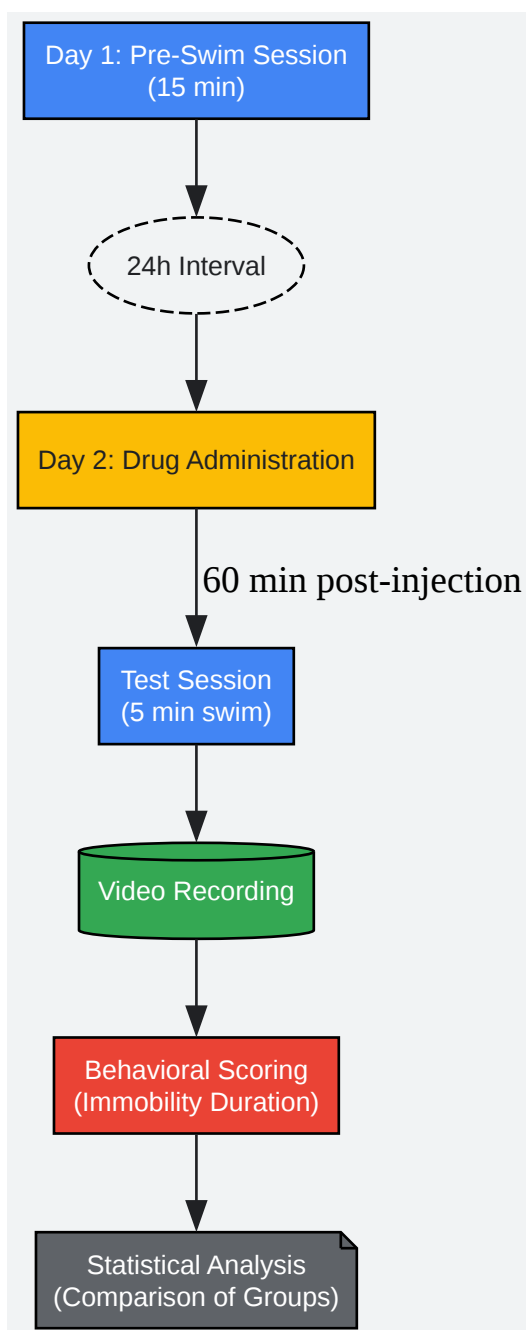 Day 1: Pre-Swim Session
(15 min)
24h Interval
Day 2: Drug Administration
60 min post-injection
Test Session
(5 min swim)
Video Recording
Behavioral Scoring
(Immobility Duration)
Statistical Analysis
(Comparison of Groups)